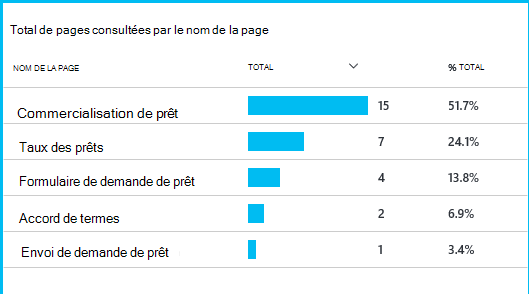 Total de pages consultées par le nom de la page
NOM DE LA PAGE TOTAL % TOTAL
Commercialisation de prêt 15 51.7%
Taux des prêts 7 24.1%
Formulaire de demande de prêt 4 13.8%
Accord de termes 2 6.9%
Envoi de demande de prêt 1 3.4%